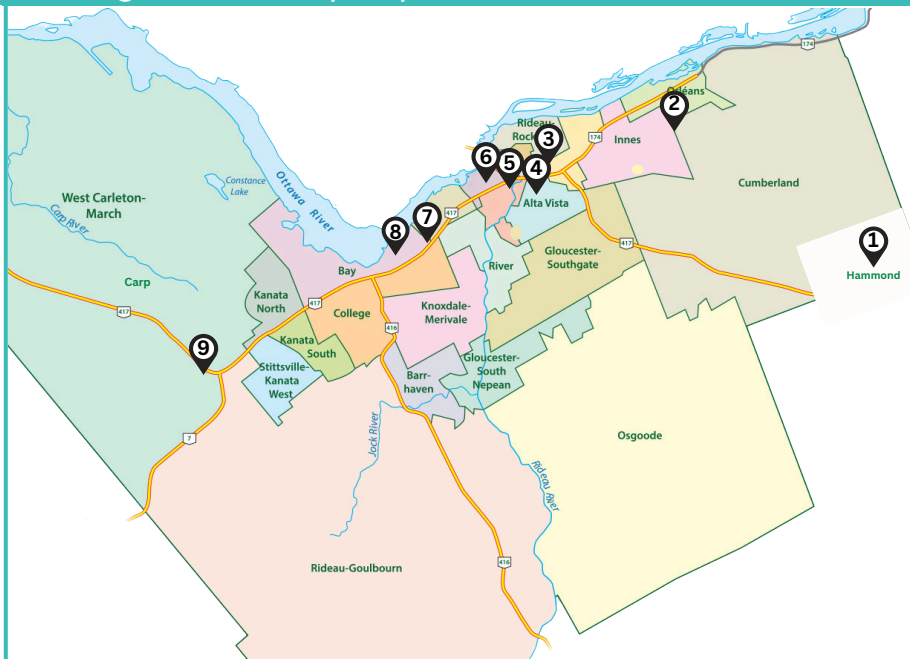 174
Orléans
2
Rideau-
Innes
174
3
6
5
4
West Carleton-
March
Constance
Lake
Ottawa River
Cumberland
Alta Vista
417
7
Carp River
8
417
1
Gloucester-
Southgate
Hammond
River
Bay
Carp
Kanata
North
417
College
Knoxdale-
Merivale
417
416
Kanata
South
9
Stittsville-
Kanata
West
Gloucester-
South
Nepean
Barr-
haven
Jock River
7
Osgoode
Rideau River
416
Rideau-Goulbourn